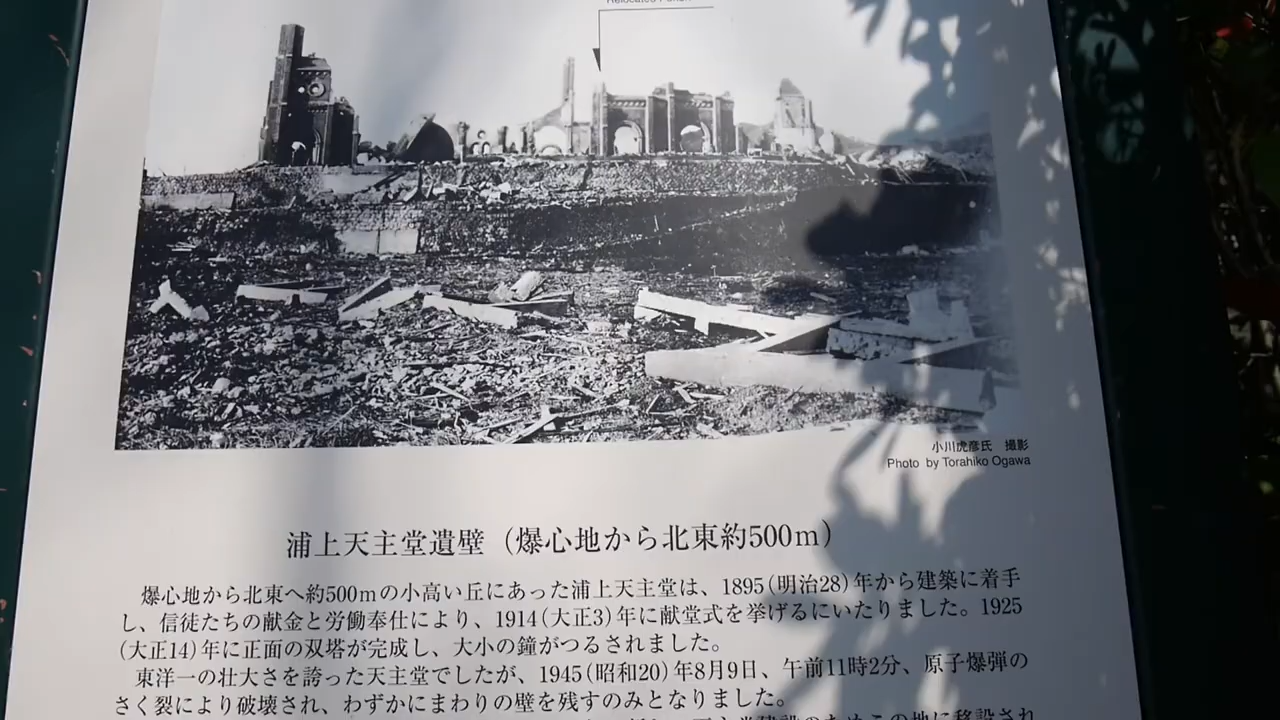 小川虎彦氏　撮影
Photo by Torahiko Ogawa
浦上天主堂遺壁（爆心地から北東約500m）
爆心地から北東へ約500mの小高い丘にあった浦上天主堂は、1895(明治28)年から建築に着手
し、信徒たちの献金と労働奉仕により、1914(大正3)年に献堂式を挙げるにいたりました。1925
(大正14)年に正面の双塔が完成し、大小の鐘がつるされました。
東洋一の壮大さを誇った天主堂でしたが、1945(昭和20)年8月9日、午前11時2分、原子爆弾の
さく裂により破壊され、わずかにまわりの壁を残すのみとなりました。